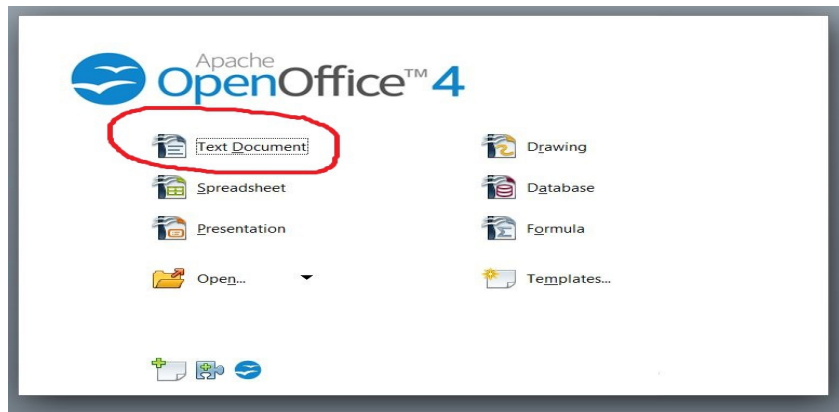 Apache
OpenOffice™ 4
Text Document
Drawing
Spreadsheet
Database
Presentation
Formula
Open...
Templates...